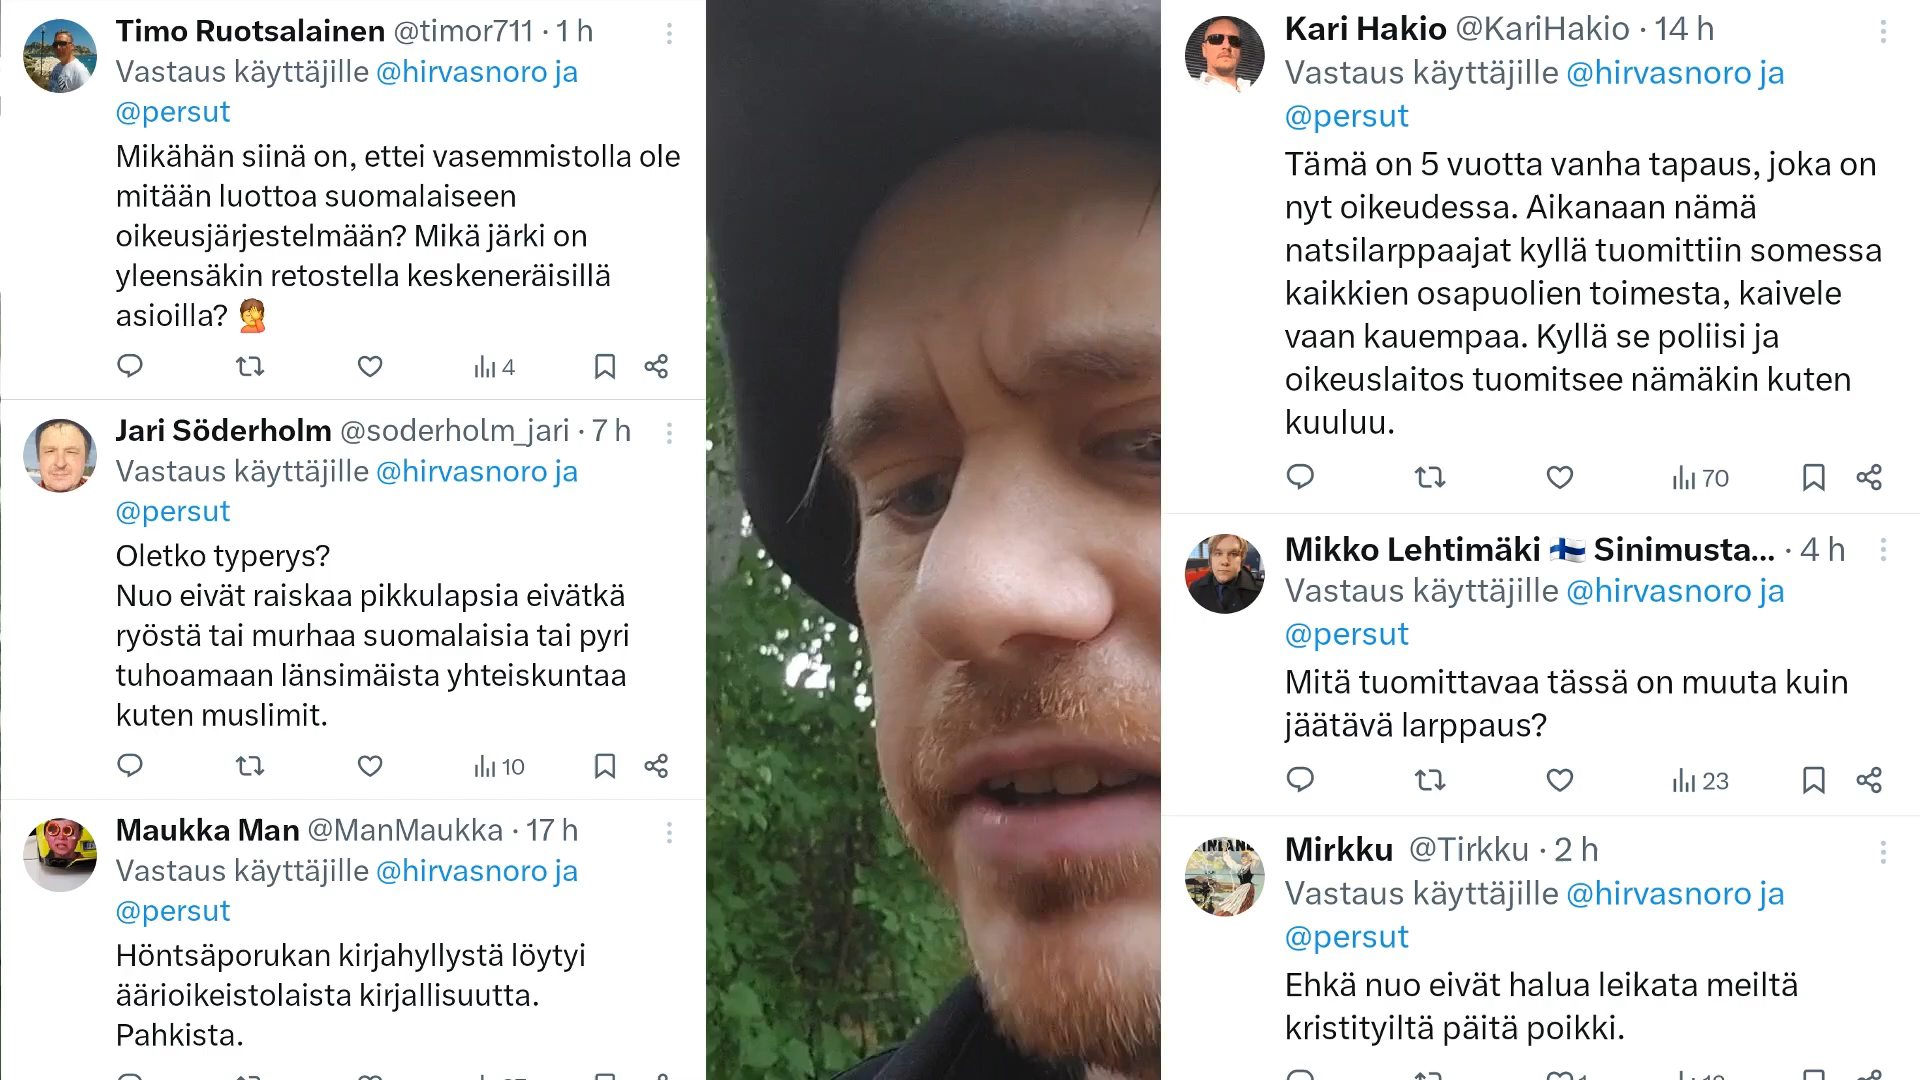 Timo Ruotsalainen @timor711 · 1 h
Vastaus käyttäjille @hirvasnoro ja
@persut
Mikähän siinä on, ettei vasemmistolla ole
mitään luottoa suomalaiseen
oikeusjärjestelmään? Mikä järki on
yleensäkin retostella keskeneräisillä
asioilla? 🤦
4
Jari Söderholm @soderholm_jari · 7 h
Vastaus käyttäjille @hirvasnoro ja
@persut
Oletko typerys?
Nuo eivät raiskaa pikkulapsia eivätkä
ryöstä tai murhaa suomalaisia tai pyri
tuhoamaan länsimäista yhteiskuntaa
kuten muslimit.
10
Maukka Man @ManMaukka · 17 h
Vastaus käyttäjille @hirvasnoro ja
@persut
Höntsäporukan kirjahyllystä löytyi
äärioikeistolaista kirjallisuutta.
Pahkista.
Kari Hakio @KariHakio · 14 h
Vastaus käyttäjille @hirvasnoro ja
@persut
Tämä on 5 vuotta vanha tapaus, joka on
nyt oikeudessa. Aikanaan nämä
natsilarppaajat kyllä tuomittiin somessa
kaikkien osapuolien toimesta, kaivele
vaan kauempaa. Kyllä se poliisi ja
oikeuslaitos tuomitsee nämäkin kuten
kuuluu.
70
Mikko Lehtimäki 🇫🇮 Sinimusta... · 4 h
Vastaus käyttäjille @hirvasnoro ja
@persut
Mitä tuomittavaa tässä on muuta kuin
jäätävä larppaus?
23
Mirkku @Tirkku · 2 h
Vastaus käyttäjille @hirvasnoro ja
@persut
Ehkä nuo eivät halua leikata meiltä
kristityiltä päitä poikki.